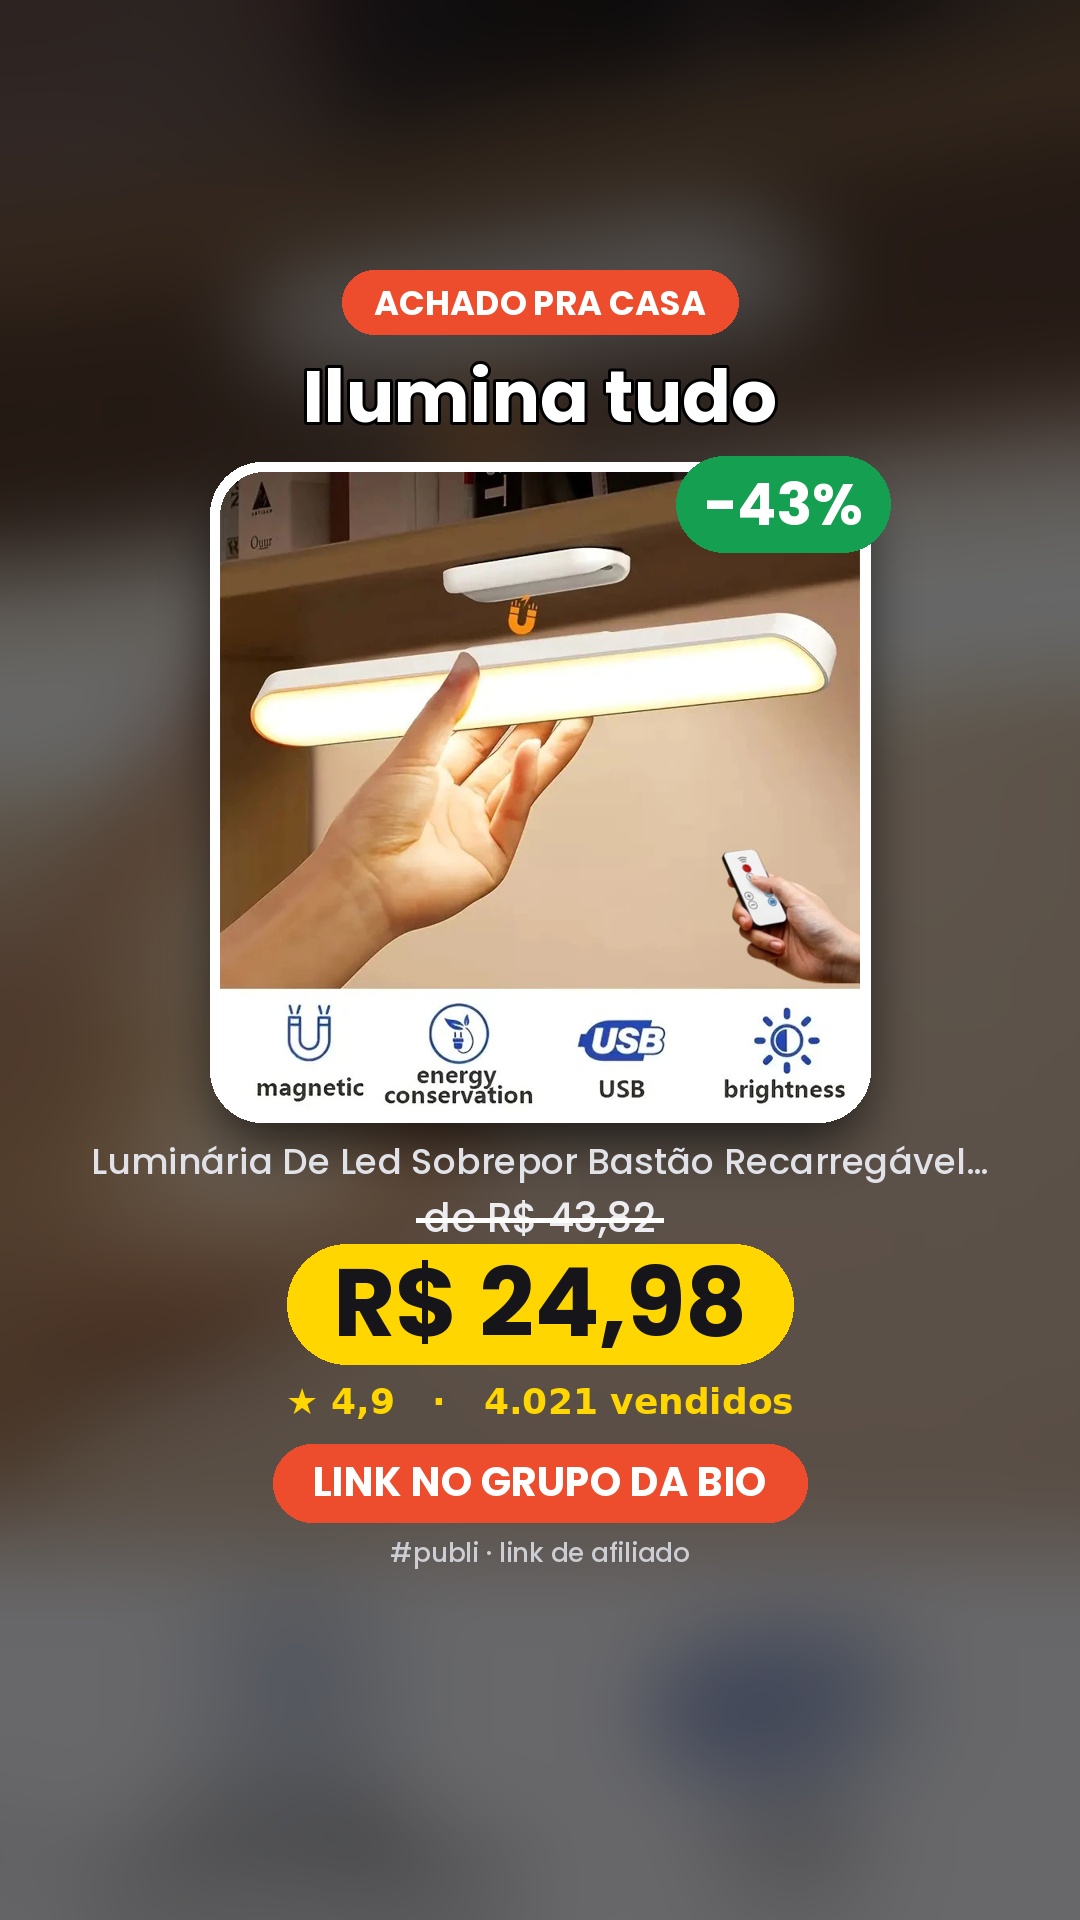 ACHADO PRA CASA
Ilumina tudo
-43%
Ouur
magnetic
energy
conservation
USB
USB
brightness
Luminária De Led Sobrepor Bastão Recarregável...
de R$ 43,82
R$ 24,98
★ 4,9 · 4.021 vendidos
LINK NO GRUPO DA BIO
#publi · link de afiliado